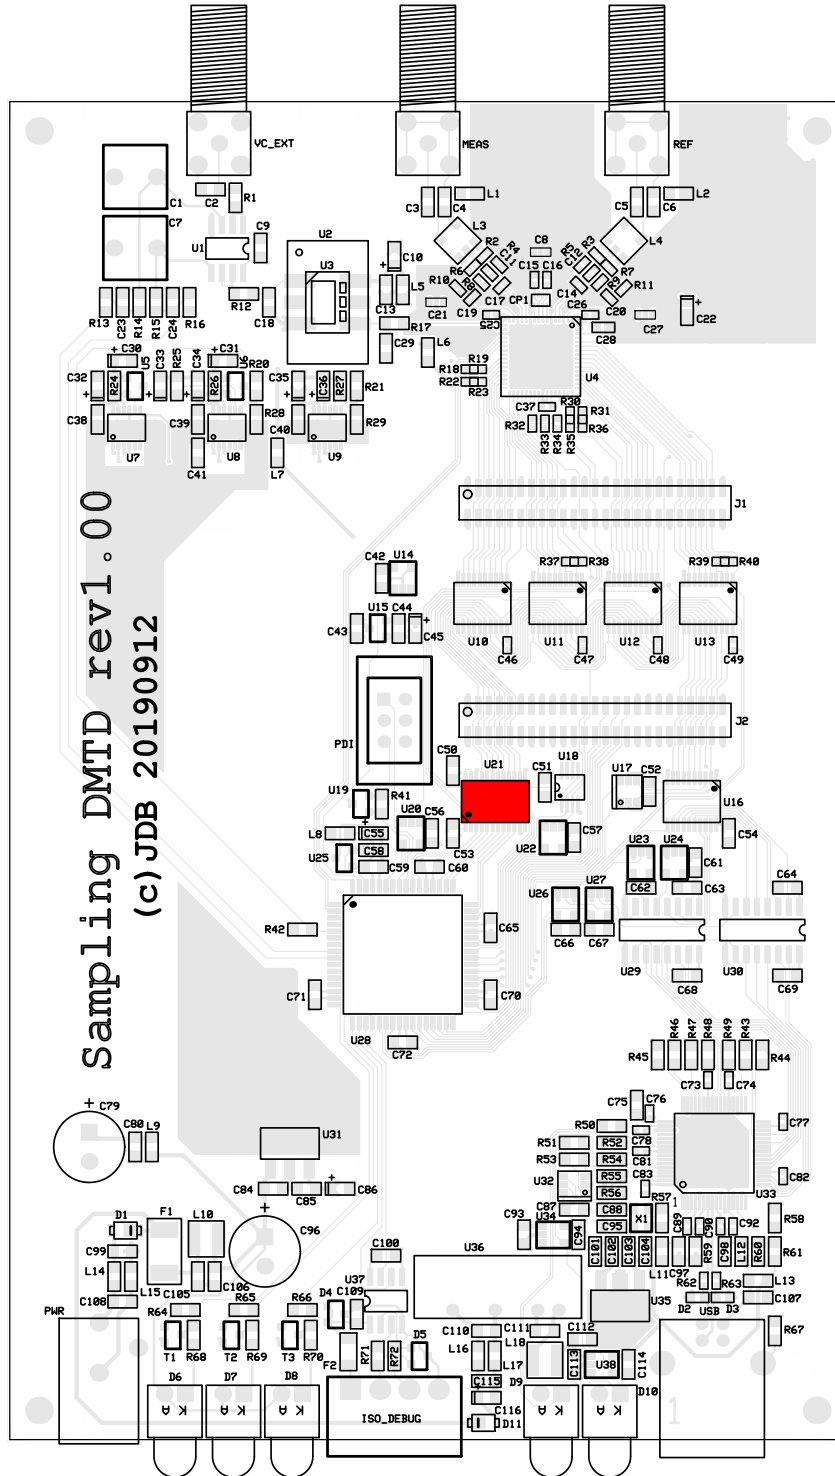 VC_EXT
MEAS
REF
C1
C2
R1
C3
C4
L1
C5
C6
L2
C7
U1
C9
U2
U3
C10
L3
R2
R4
C11
C8
R5
C12
R3
L4
R6
R8
R10
C15
C16
R7
R9
R11
R13
C23
R14
R15
C24
R16
R12
C18
C13
L5
R17
C21
C19
C17
CP1
C14
C20
C25
C26
C28
C27
C22
C29
L6
U4
C30
U5
R25
C33
C34
C31
U6
R20
C32
R24
R26
C35
C36
R27
R21
R18
R19
R22
R23
C37
R30
R31
R32
R33
R34
R35
R36
C38
U7
C39
U8
R28
C40
U9
R29
C41
L7
J1
C42
U14
R37
R38
R39
R40
U15
C44
C43
C45
U10
U11
U12
U13
C46
C47
C48
C49
Sampling DMTD rev1.00
(c)JDB 20190912
PDI
J2
C50
U21
U18
C51
U17
C52
U16
U19
R41
U20
C56
C53
L8
C55
C58
U25
C59
C60
U22
C57
U23
U24
C54
C61
C62
C63
C64
U26
U27
C66
C67
R42
C65
U29
U30
C68
C69
C71
C70
U28
C72
R45
R46
R47
R48
R49
R43
R44
C73
C74
C79
C80
L9
U31
C75
C76
R50
R51
R52
C78
R53
R54
C81
C77
U32
R55
C83
R56
C82
U33
C84
C85
C86
C87
C88
R57
1
X1
C95
C93
U34
C94
C89
C90
C92
R58
D1
F1
L10
C96
C99
L14
C108
L15
C105
C106
C100
U36
C101
C102
C103
C104
L11
C97
R59
C98
L12
R60
R61
R62
R63
L13
C107
D2
USB
D3
U35
PWR
R64
R65
R66
U37
D4
C109
T1
R68
T2
R69
T3
R70
F2
R71
R72
D5
C110
C111
C112
L16
L17
L18
C113
U38
C114
R67
C115
C116
D6
D7
D8
D9
D10
D11
K
A
K
A
K
A
ISO_DEBUG
K
A
K
A
1